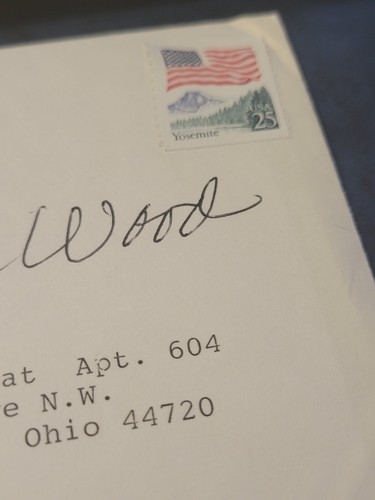 USA
25
Yosemite
Wood
at Apt. 604
e N.W.
Ohio 44720